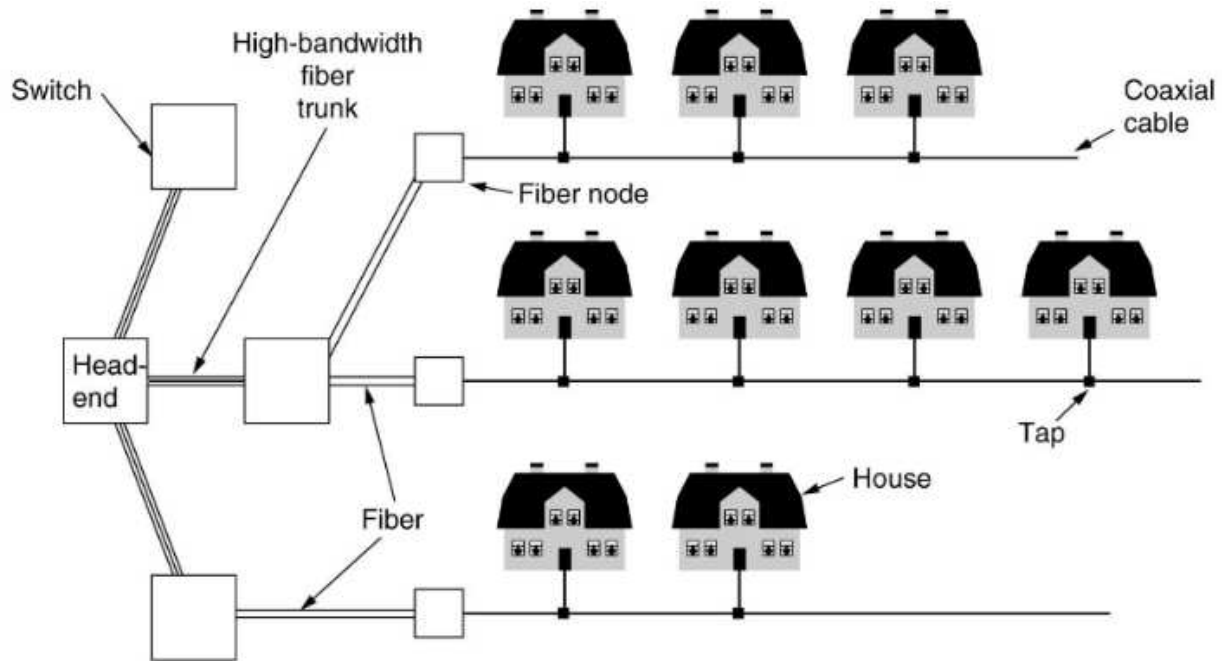 High-bandwidth
fiber
trunk
Switch
Coaxial
cable
Fiber node
Head-
end
Tap
House
Fiber